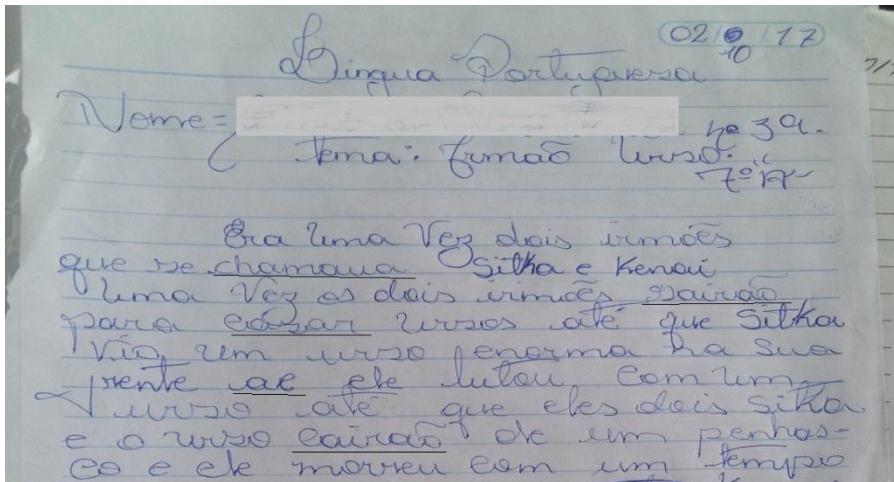 02/10/17
Língua Portuguesa
Nome=
nº 39.
Tema: Irmão urso.
7º "A"
Era uma Vez dois irmões
que se chamava Sitka e Kenai
uma Vez os dois irmões sairão
para casar ursos até que Sitka
Vio um urso enorma na sua
frente ae ele lutou com um
urso até que eles dois Sitka
e o urso cairão de um penhas-
co e ele morreu com um tempo